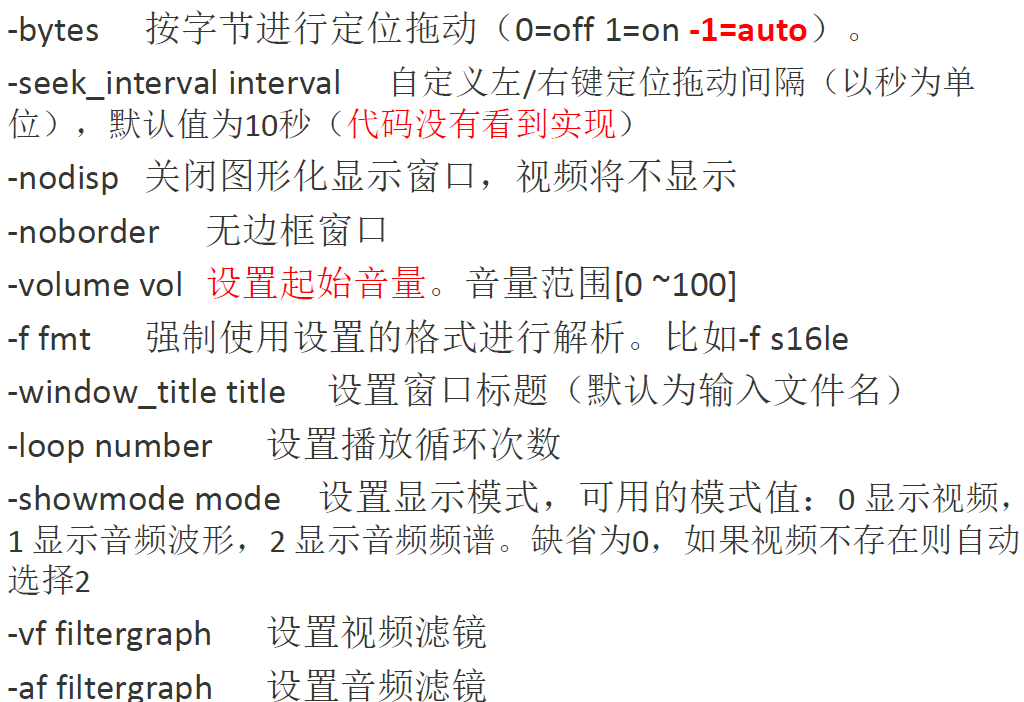 -bytes 按字节进行定位拖动（0=off 1=on -1=auto）。
-seek_interval interval 自定义左/右键定位拖动间隔（以秒为单
位），默认值为10秒（代码没有看到实现）
-nodisp 关闭图形化显示窗口，视频将不显示
-noborder 无边框窗口
-volume vol 设置起始音量。音量范围[0 ~100]
-f fmt 强制使用设置的格式进行解析。比如-f s16le
-window_title title 设置窗口标题（默认为输入文件名）
-loop number 设置播放循环次数
-showmode mode 设置显示模式，可用的模式值：0 显示视频，
1 显示音频波形，2 显示音频频谱。缺省为0，如果视频不存在则自动
选择2
-vf filtergraph 设置视频滤镜
-af filtergraph 设置音频滤镜